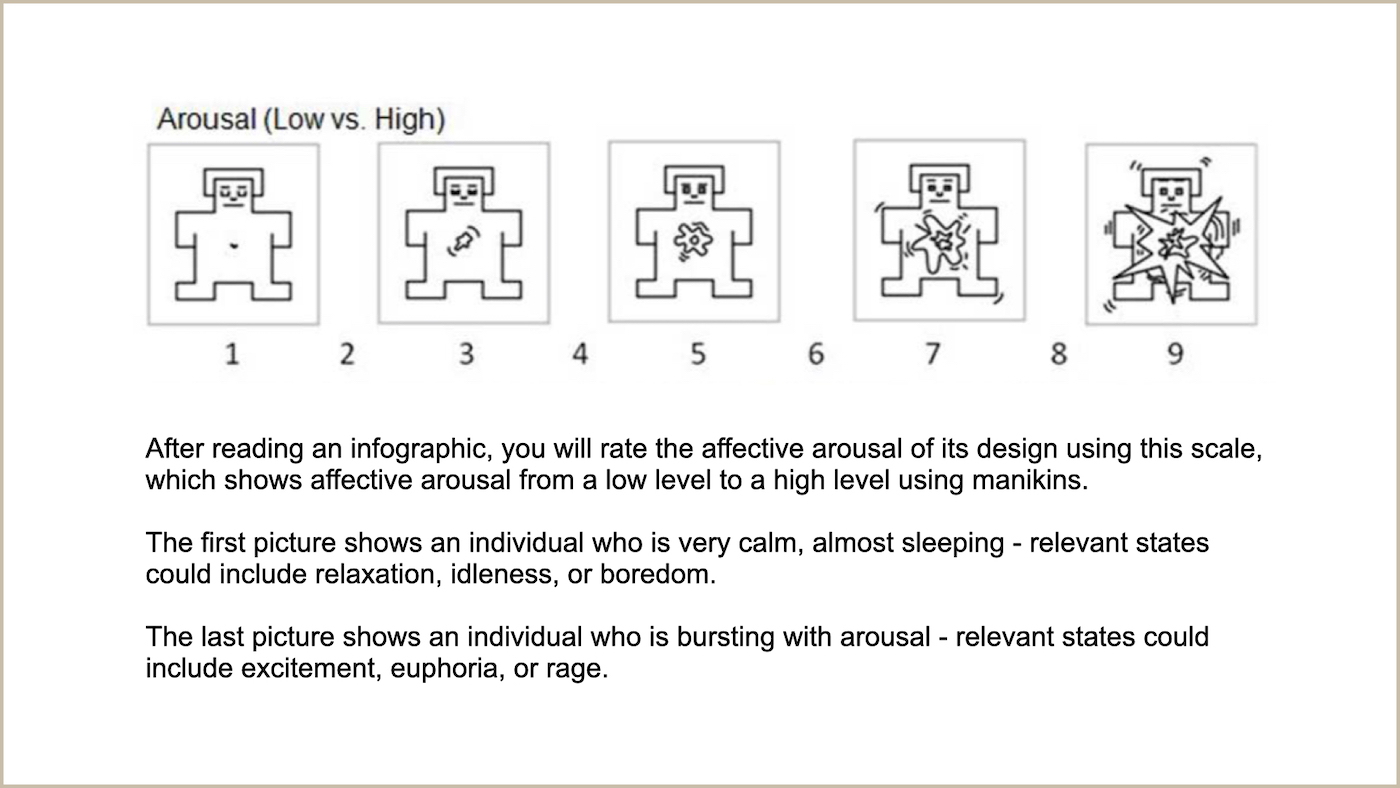 Arousal (Low vs. High)
1 2 3 4 5 6 7 8 9
After reading an infographic, you will rate the affective arousal of its design using this scale,
which shows affective arousal from a low level to a high level using manikins.
The first picture shows an individual who is very calm, almost sleeping - relevant states
could include relaxation, idleness, or boredom.
The last picture shows an individual who is bursting with arousal - relevant states could
include excitement, euphoria, or rage.